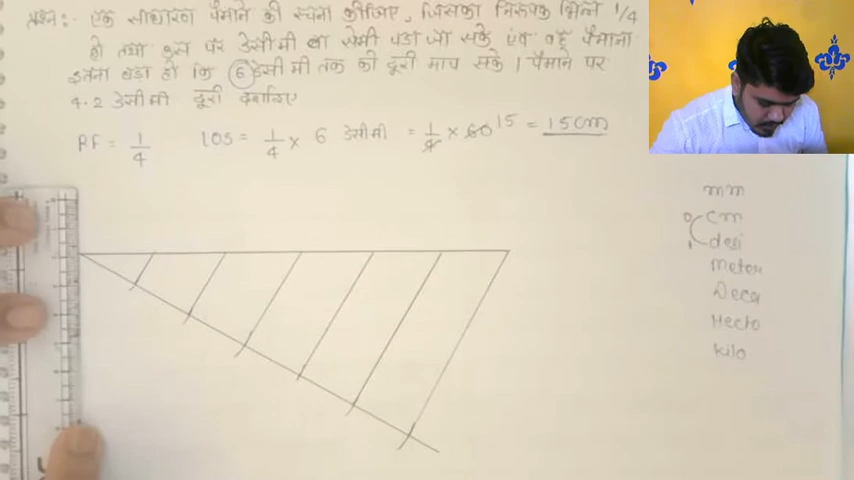 प्रश्न :- एक साधारण पैमाने की रचना कीजिए, जिसका निरूपक भिन्न 1/4
हो तथा इस पर डेसीमी वा सेमी पढ़ा जा सके एवं वह पैमाना
इतना बड़ा हो कि 6 डेसीमी तक की दूरी माप सके। पैमाने पर
4.2 डेसीमी दूरी दर्शाइए
RF = 1/4 LOS = 1/4 × 6 डेसीमी = 1/4 × 60 15 = 15cm
mm
cm
desi
meter
Deca
Hecto
Kilo